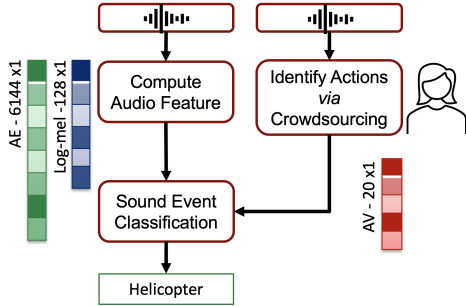 AE - 6144 x1
Log-mel -128 x1
Compute
Audio Feature
Identify Actions
via
Crowdsourcing
Sound Event
Classification
AV - 20 x1
Helicopter